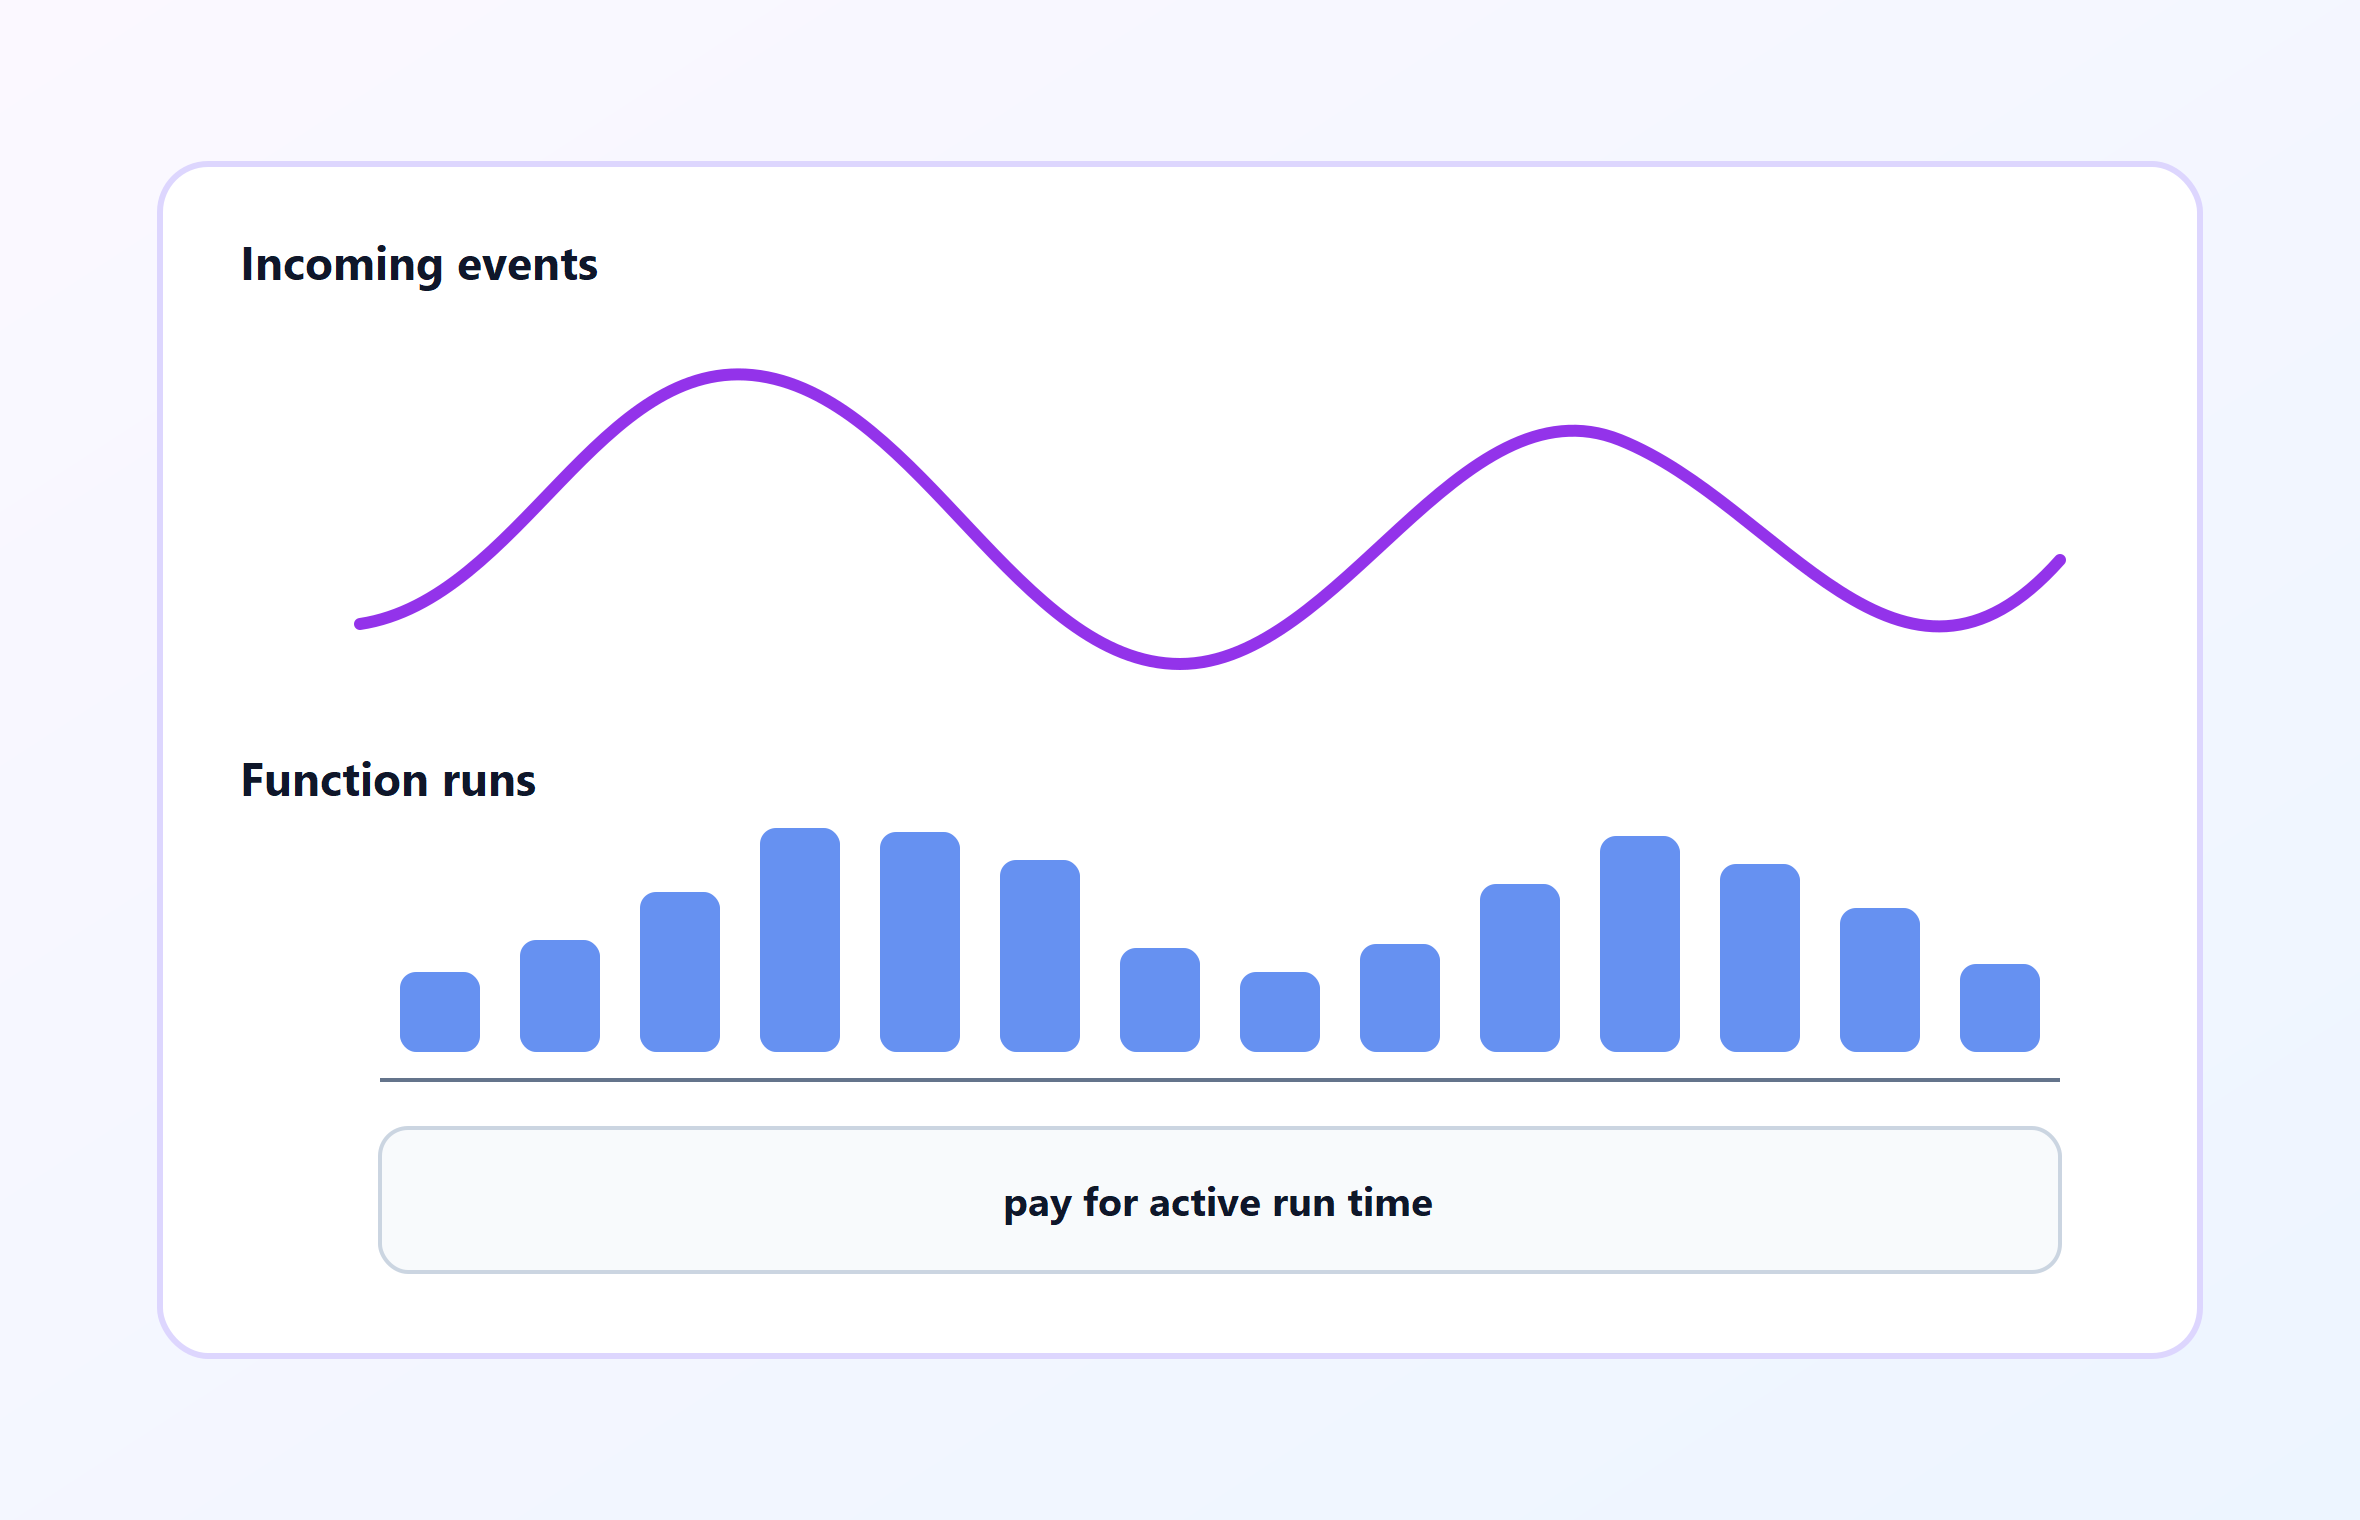 Incoming events
Function runs
pay for active run time